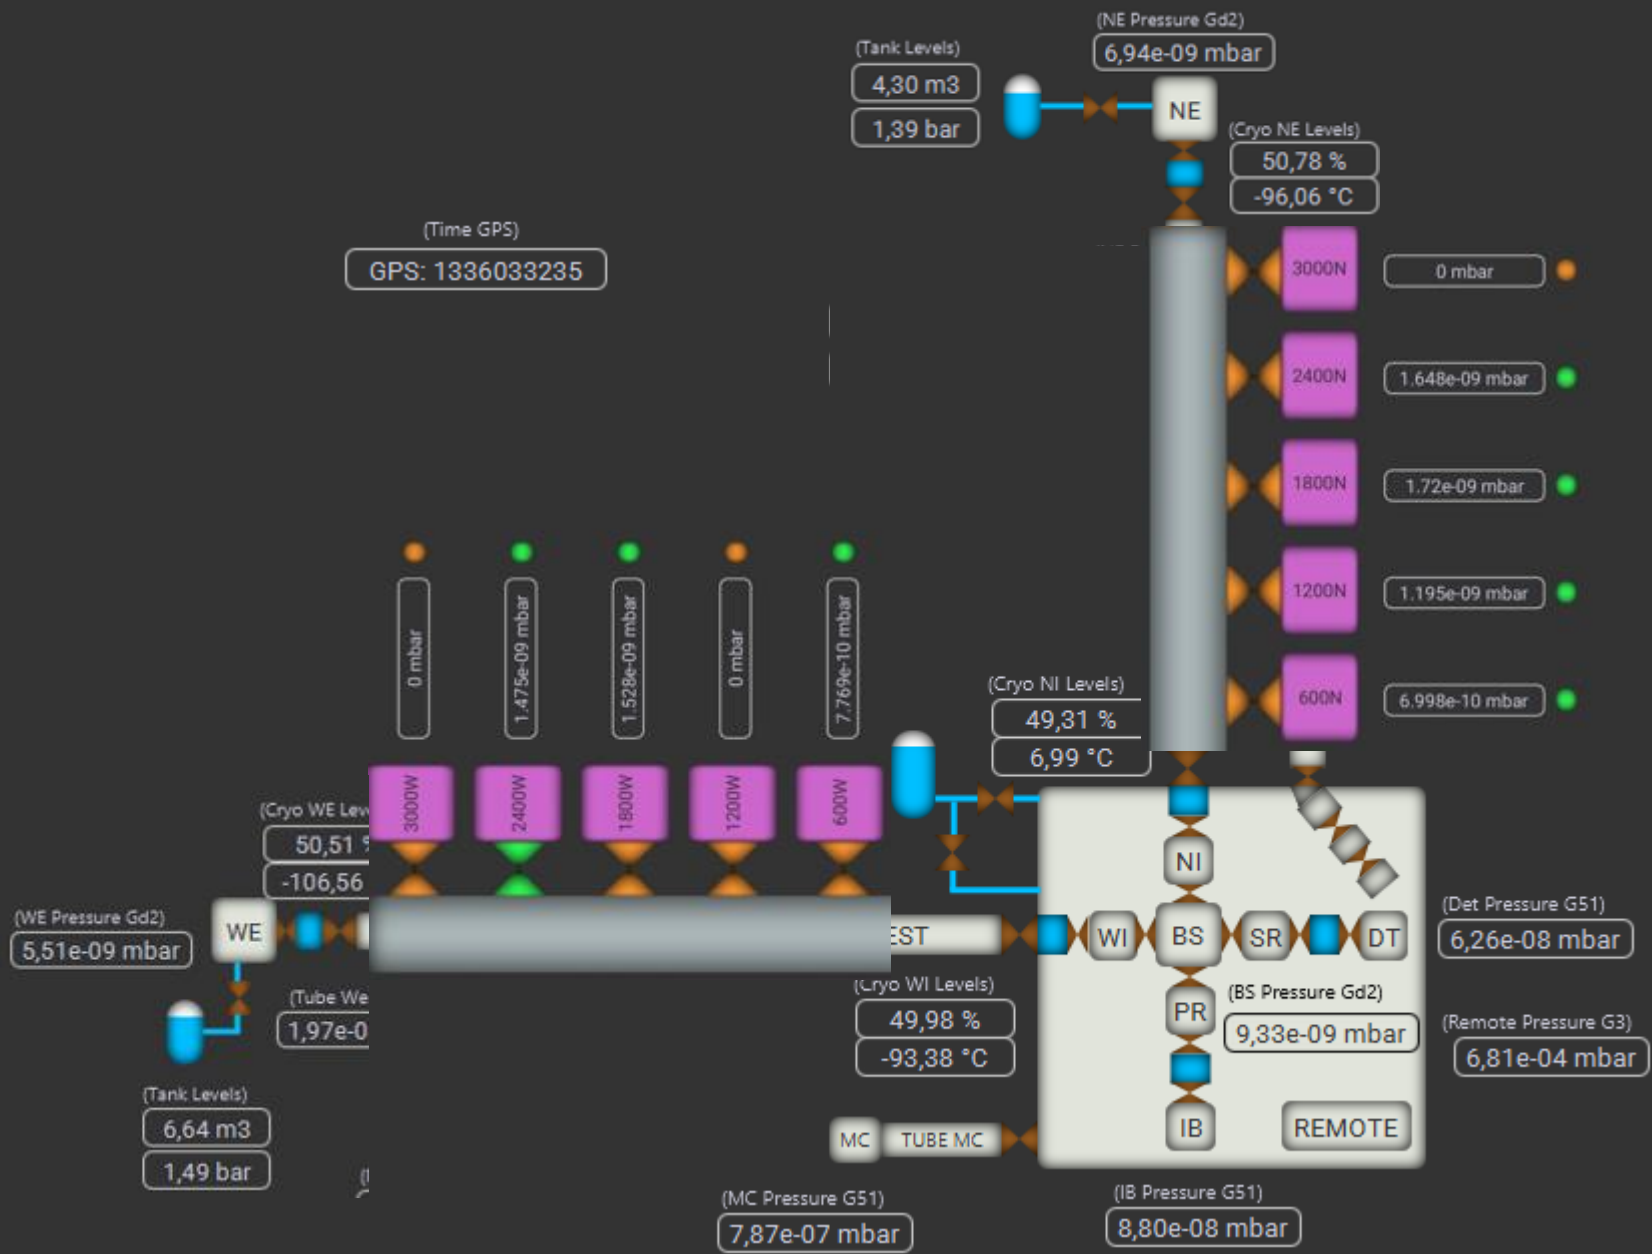 (NE Pressure Gd2)
6,94e-09 mbar
(Tank Levels)
4,30 m3
1,39 bar
NE
(Cryo NE Levels)
50,78 %
-96,06 °C
(Time GPS)
GPS: 1336033235
3000N
0 mbar
2400N
1.648e-09 mbar
1800N
1.72e-09 mbar
1200N
1.195e-09 mbar
600N
6.998e-10 mbar
0 mbar
1.475e-09 mbar
1.528e-09 mbar
0 mbar
7.769e-10 mbar
3000W
2400W
1800W
1200W
600W
(Cryo NI Levels)
49,31 %
6,99 °C
(Cryo WE Lev
50,51
-106,56
(WE Pressure Gd2)
5,51e-09 mbar
WE
(Tube We
1,97e-0
(Tank Levels)
6,64 m3
1,49 bar
EST
NI
WI
BS
SR
DT
PR
IB
REMOTE
(BS Pressure Gd2)
9,33e-09 mbar
(Det Pressure G51)
6,26e-08 mbar
(Remote Pressure G3)
6,81e-04 mbar
(Cryo WI Levels)
49,98 %
-93,38 °C
MC
TUBE MC
(MC Pressure G51)
7,87e-07 mbar
(IB Pressure G51)
8,80e-08 mbar